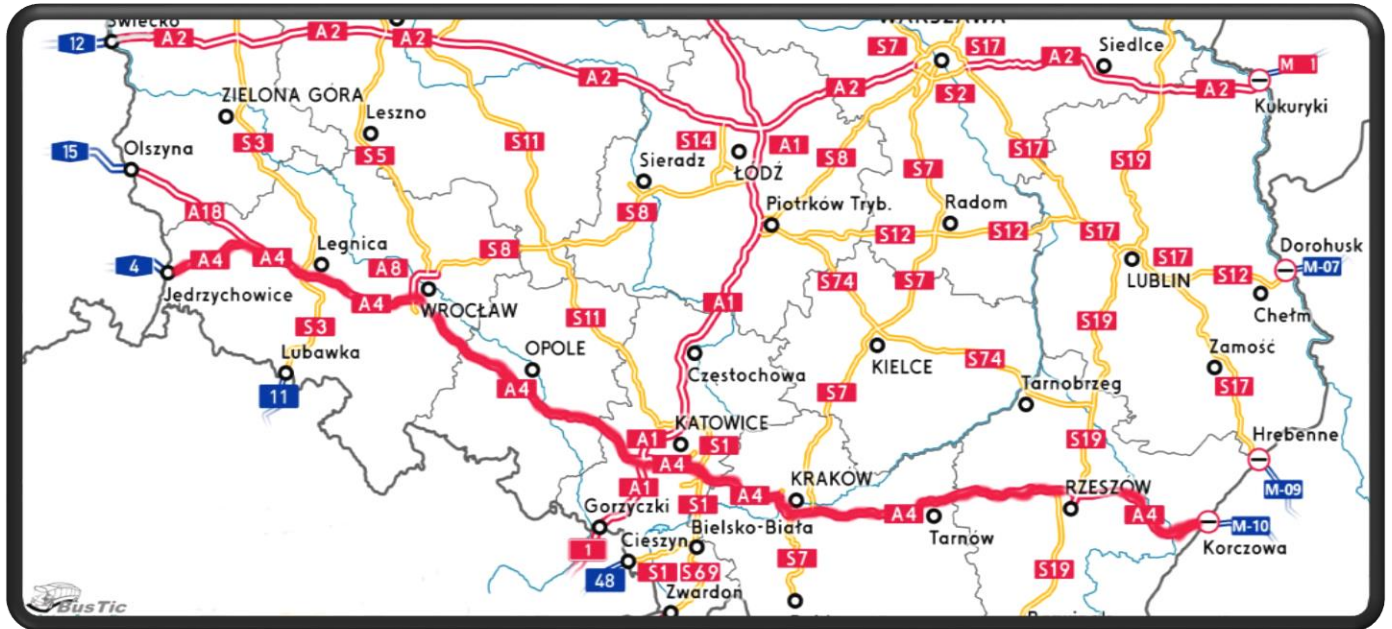 Świecko
WARSZAWA
12
A2
A2
A2
S7
S17
A2
Siedlce
M 1
A2
A2
S2
A2
Kukuryki
ZIELONA GÓRA
Leszno
S3
S11
S14
A1
S8
S17
15
Olszyna
S5
Sieradz
ŁÓDŹ
S7
S19
A18
S8
Piotrków Tryb.
Radom
S12
S12
S17
Legnica
S8
Dorohusk
4
A4
A4
A8
S17
S12
M-07
Jedrzychowice
A4
WROCŁAW
S74
S7
LUBLIN
Chełm
S3
S11
A1
S19
Lubawka
OPOLE
Częstochowa
KIELCE
S74
Zamość
11
A4
S7
Tarnobrzeg
S17
KATOWICE
A1
S1
S19
Hrebenne
A4
A1
A4
KRAKÓW
RZESZÓW
M-09
Gorzyczki
S1
A4
A4
M-10
1
Cieszyn
Bielsko-Biała
Tarnów
Korczowa
48
S1
S69
S7
S19
Zwardoń
BusTic